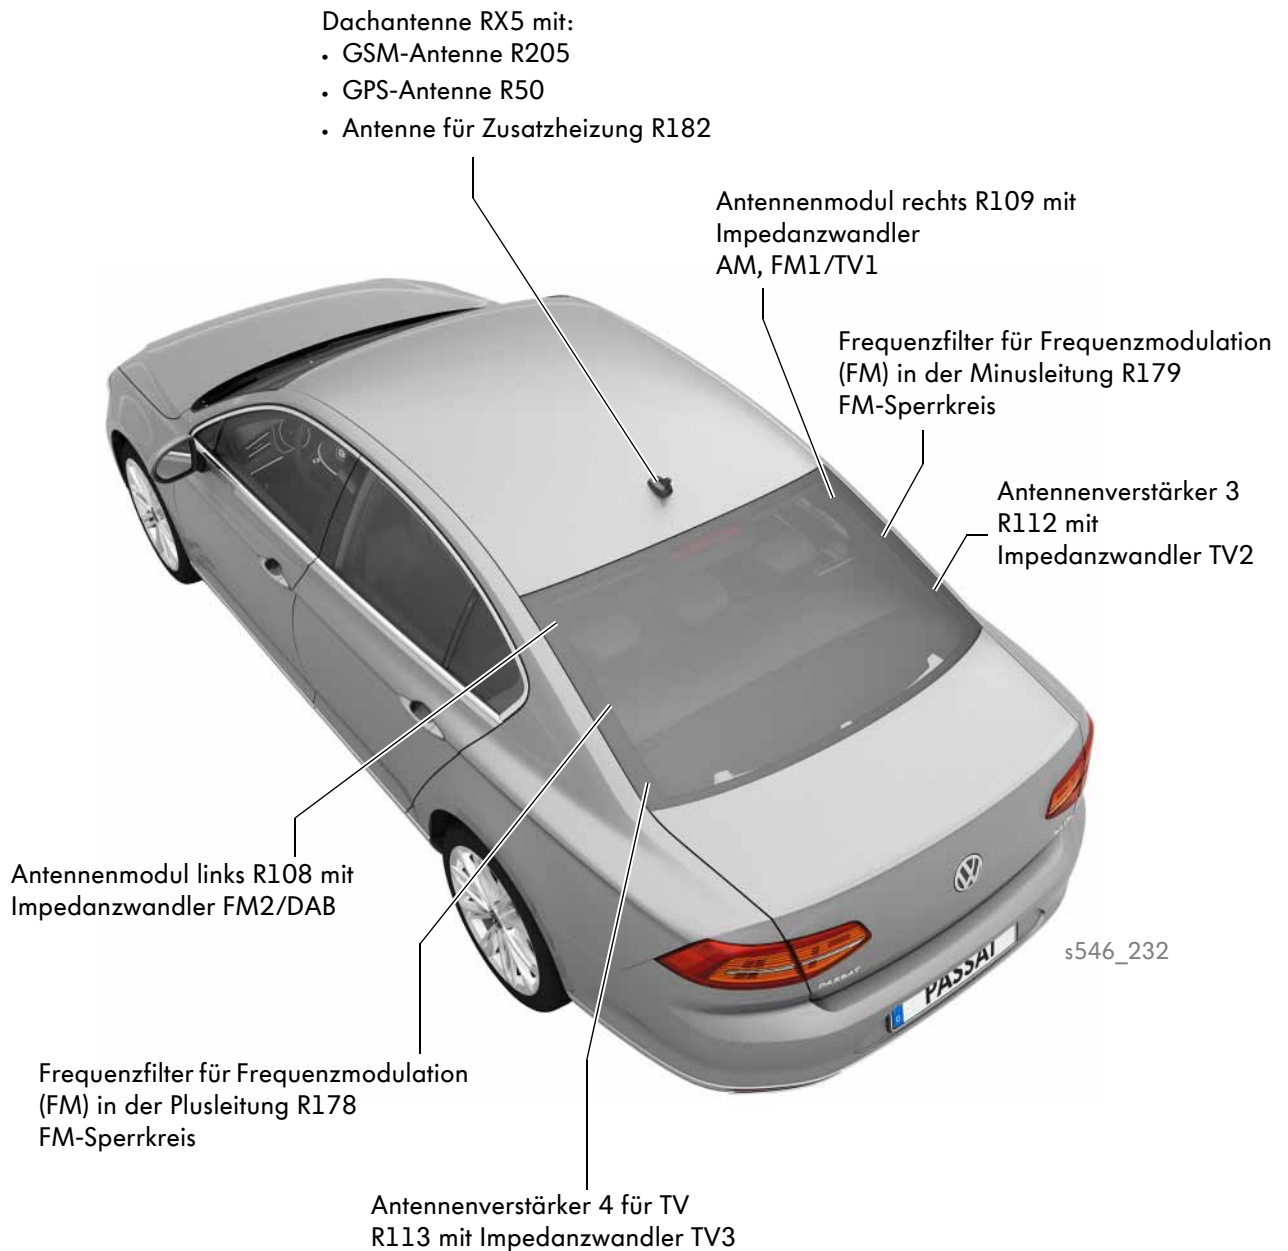 Dachantenne RX5 mit:
• GSM-Antenne R205
• GPS-Antenne R50
• Antenne für Zusatzheizung R182
Antennenmodul rechts R109 mit
Impedanzwandler
AM, FM1/TV1
Frequenzfilter für Frequenzmodulation
(FM) in der Minusleitung R179
FM-Sperrkreis
Antennenverstärker 3
R112 mit
Impedanzwandler TV2
Antennenmodul links R108 mit
Impedanzwandler FM2/DAB
s546_232
PASSAT
PASSAT
D
Frequenzfilter für Frequenzmodulation
(FM) in der Plusleitung R178
FM-Sperrkreis
Antennenverstärker 4 für TV
R113 mit Impedanzwandler TV3